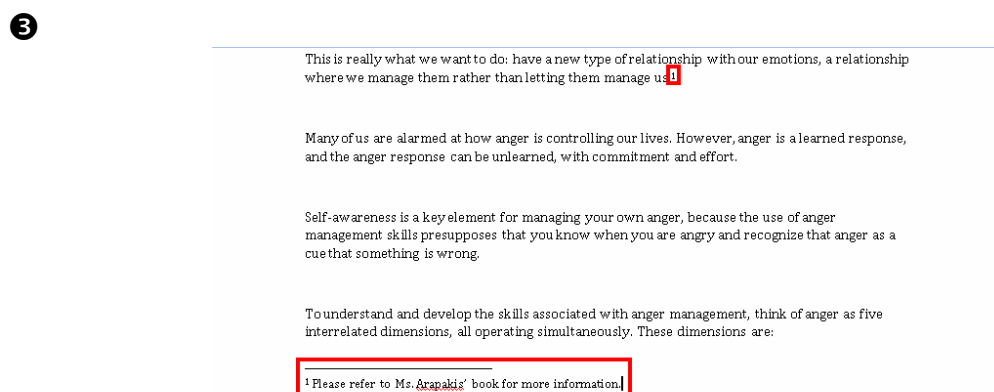 ❸
This is really what we want to do: have a new type of relationship with our emotions, a relationship
where we manage them rather than letting them manage us.1
Many of us are alarmed at how anger is controlling our lives. However, anger is a learned response,
and the anger response can be unlearned, with commitment and effort.
Self-awareness is a key element for managing your own anger, because the use of anger
management skills presupposes that you know when you are angry and recognize that anger as a
cue that something is wrong.
To understand and develop the skills associated with anger management, think of anger as five
interrelated dimensions, all operating simultaneously. These dimensions are:
1 Please refer to Ms. Arapakis' book for more information.